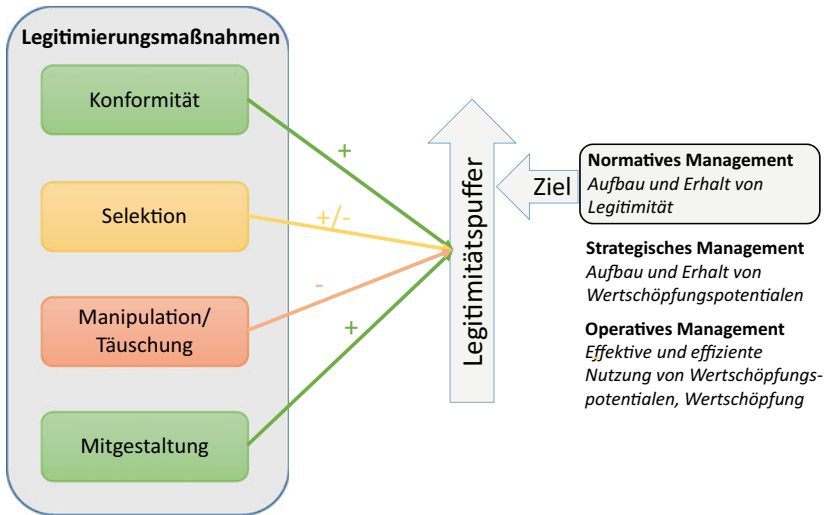 Legitimierungsmaßnahmen
Konformität
+
Selektion
+/-
Manipulation/
Täuschung
-
+
Mitgestaltung
Legitimitätspuffer
Ziel
Normatives Management
Aufbau und Erhalt von
Legitimität
Strategisches Management
Aufbau und Erhalt von
Wertschöpfungspotentialen
Operatives Management
Effektive und effiziente
Nutzung von Wertschöpfungs-
potentialen, Wertschöpfung